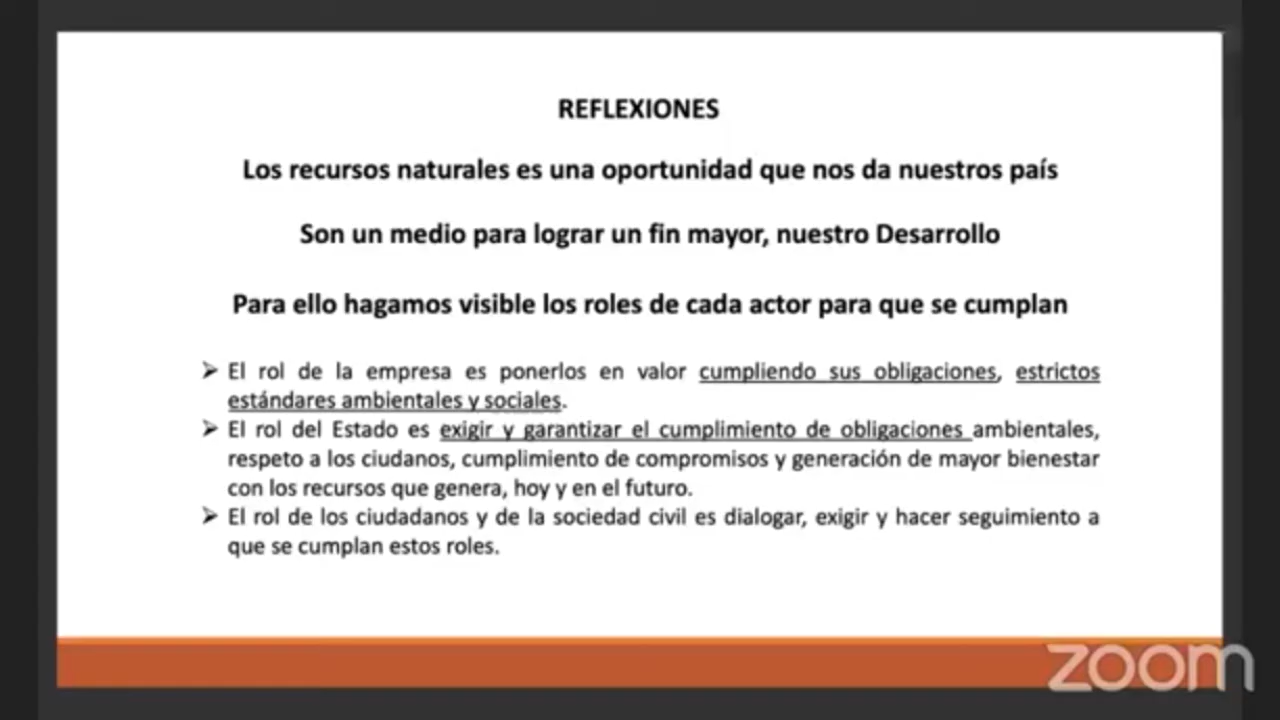 REFLEXIONES
Los recursos naturales es una oportunidad que nos da nuestros país
Son un medio para lograr un fin mayor, nuestro Desarrollo
Para ello hagamos visible los roles de cada actor para que se cumplan
➢ El rol de la empresa es ponerlos en valor cumpliendo sus obligaciones, estrictos
estándares ambientales y sociales.
➢ El rol del Estado es exigir y garantizar el cumplimiento de obligaciones ambientales,
respeto a los ciudanos, cumplimiento de compromisos y generación de mayor bienestar
con los recursos que genera, hoy y en el futuro.
➢ El rol de los ciudadanos y de la sociedad civil es dialogar, exigir y hacer seguimiento a
que se cumplan estos roles.
zoom